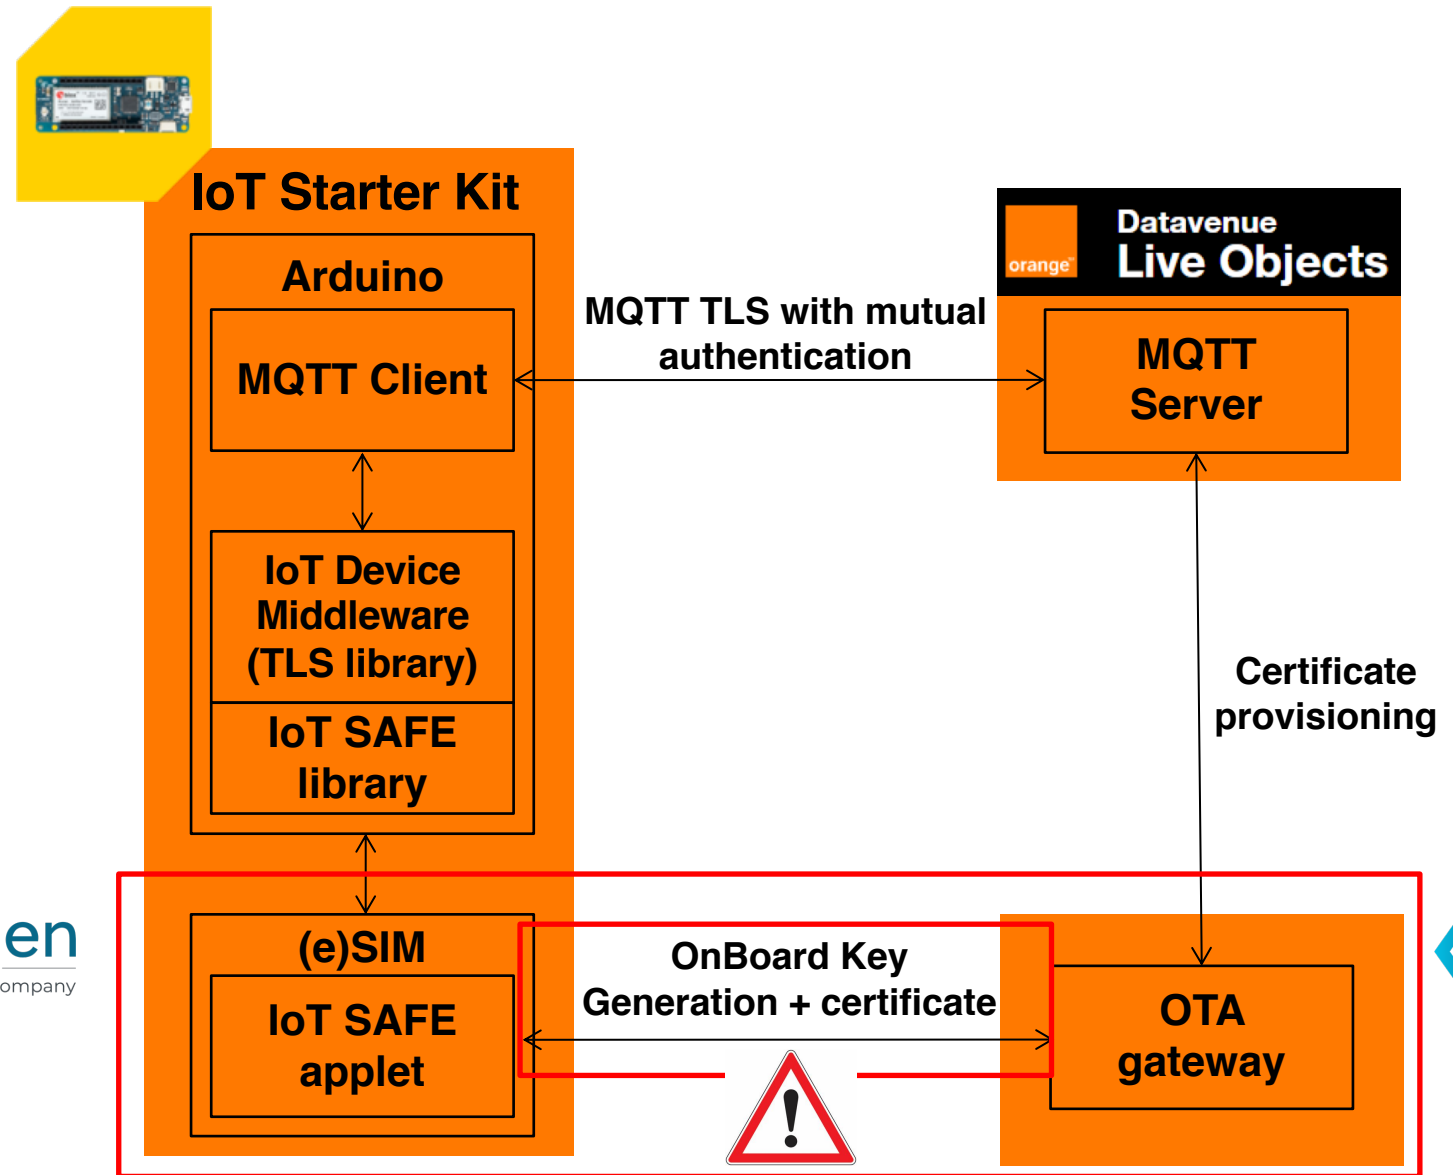 IoT Starter Kit
Arduino
MQTT Client
IoT Device
Middleware
(TLS library)
IoT SAFE
library
(e)SIM
IoT SAFE
applet
MQTT TLS with mutual
authentication
orange
Datavenue
Live Objects
MQTT
Server
Certificate
provisioning
OnBoard Key
Generation + certificate
OTA
gateway
en
ompany